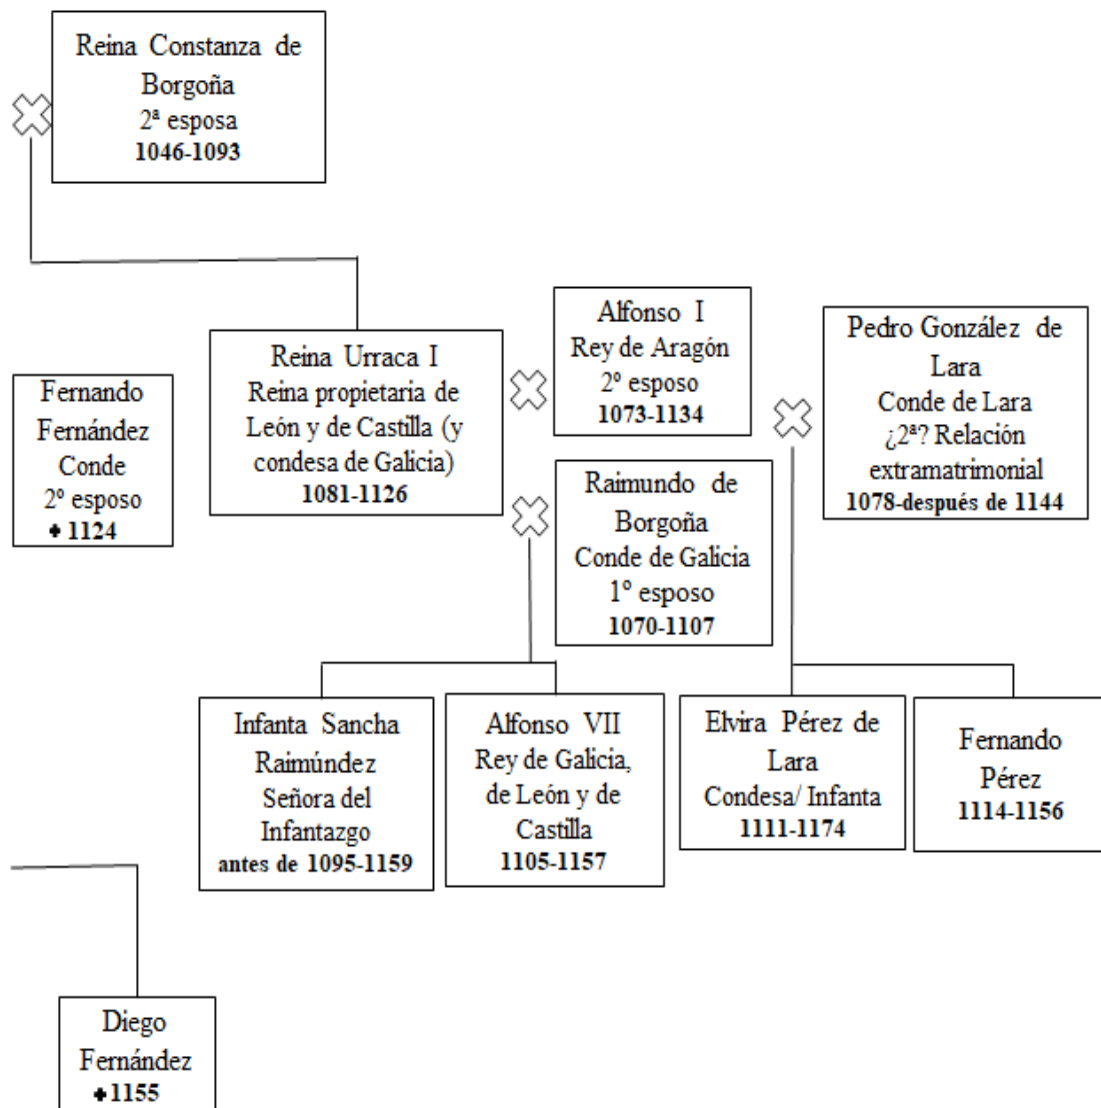 Reina Constanza de
Borgoña
2ª esposa
1046-1093
Reina Urraca I
Reina propietaria de
León y de Castilla (y
condesa de Galicia)
1081-1126
Alfonso I
Rey de Aragón
2º esposo
1073-1134
Pedro González de
Lara
Conde de Lara
¿2ª? Relación
extramatrimonial
1078-después de 1144
Fernando
Fernández
Conde
2º esposo
✚ 1124
Raimundo de
Borgoña
Conde de Galicia
1º esposo
1070-1107
Infanta Sancha
Raimúndez
Señora del
Infantazgo
antes de 1095-1159
Alfonso VII
Rey de Galicia,
de León y de
Castilla
1105-1157
Elvira Pérez de
Lara
Condesa/ Infanta
1111-1174
Fernando
Pérez
1114-1156
Diego
Fernández
✚1155